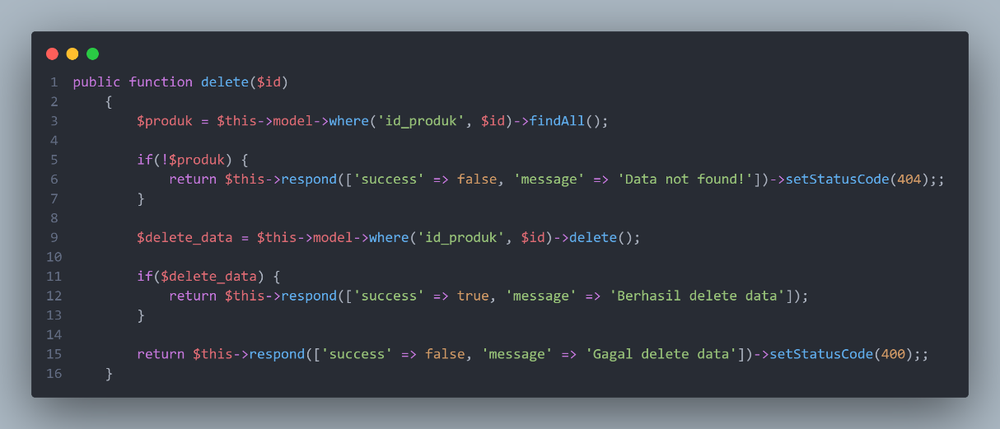 1 public function delete($id)
2     {
3         $produk = $this->model->where('id_produk', $id)->findAll();
4
5         if(!$produk) {
6             return $this->respond(['success' => false, 'message' => 'Data not found!'])->setStatusCode(404);;
7         }
8
9         $delete_data = $this->model->where('id_produk', $id)->delete();
10
11         if($delete_data) {
12             return $this->respond(['success' => true, 'message' => 'Berhasil delete data']);
13         }
14
15         return $this->respond(['success' => false, 'message' => 'Gagal delete data'])->setStatusCode(400);;
16     }